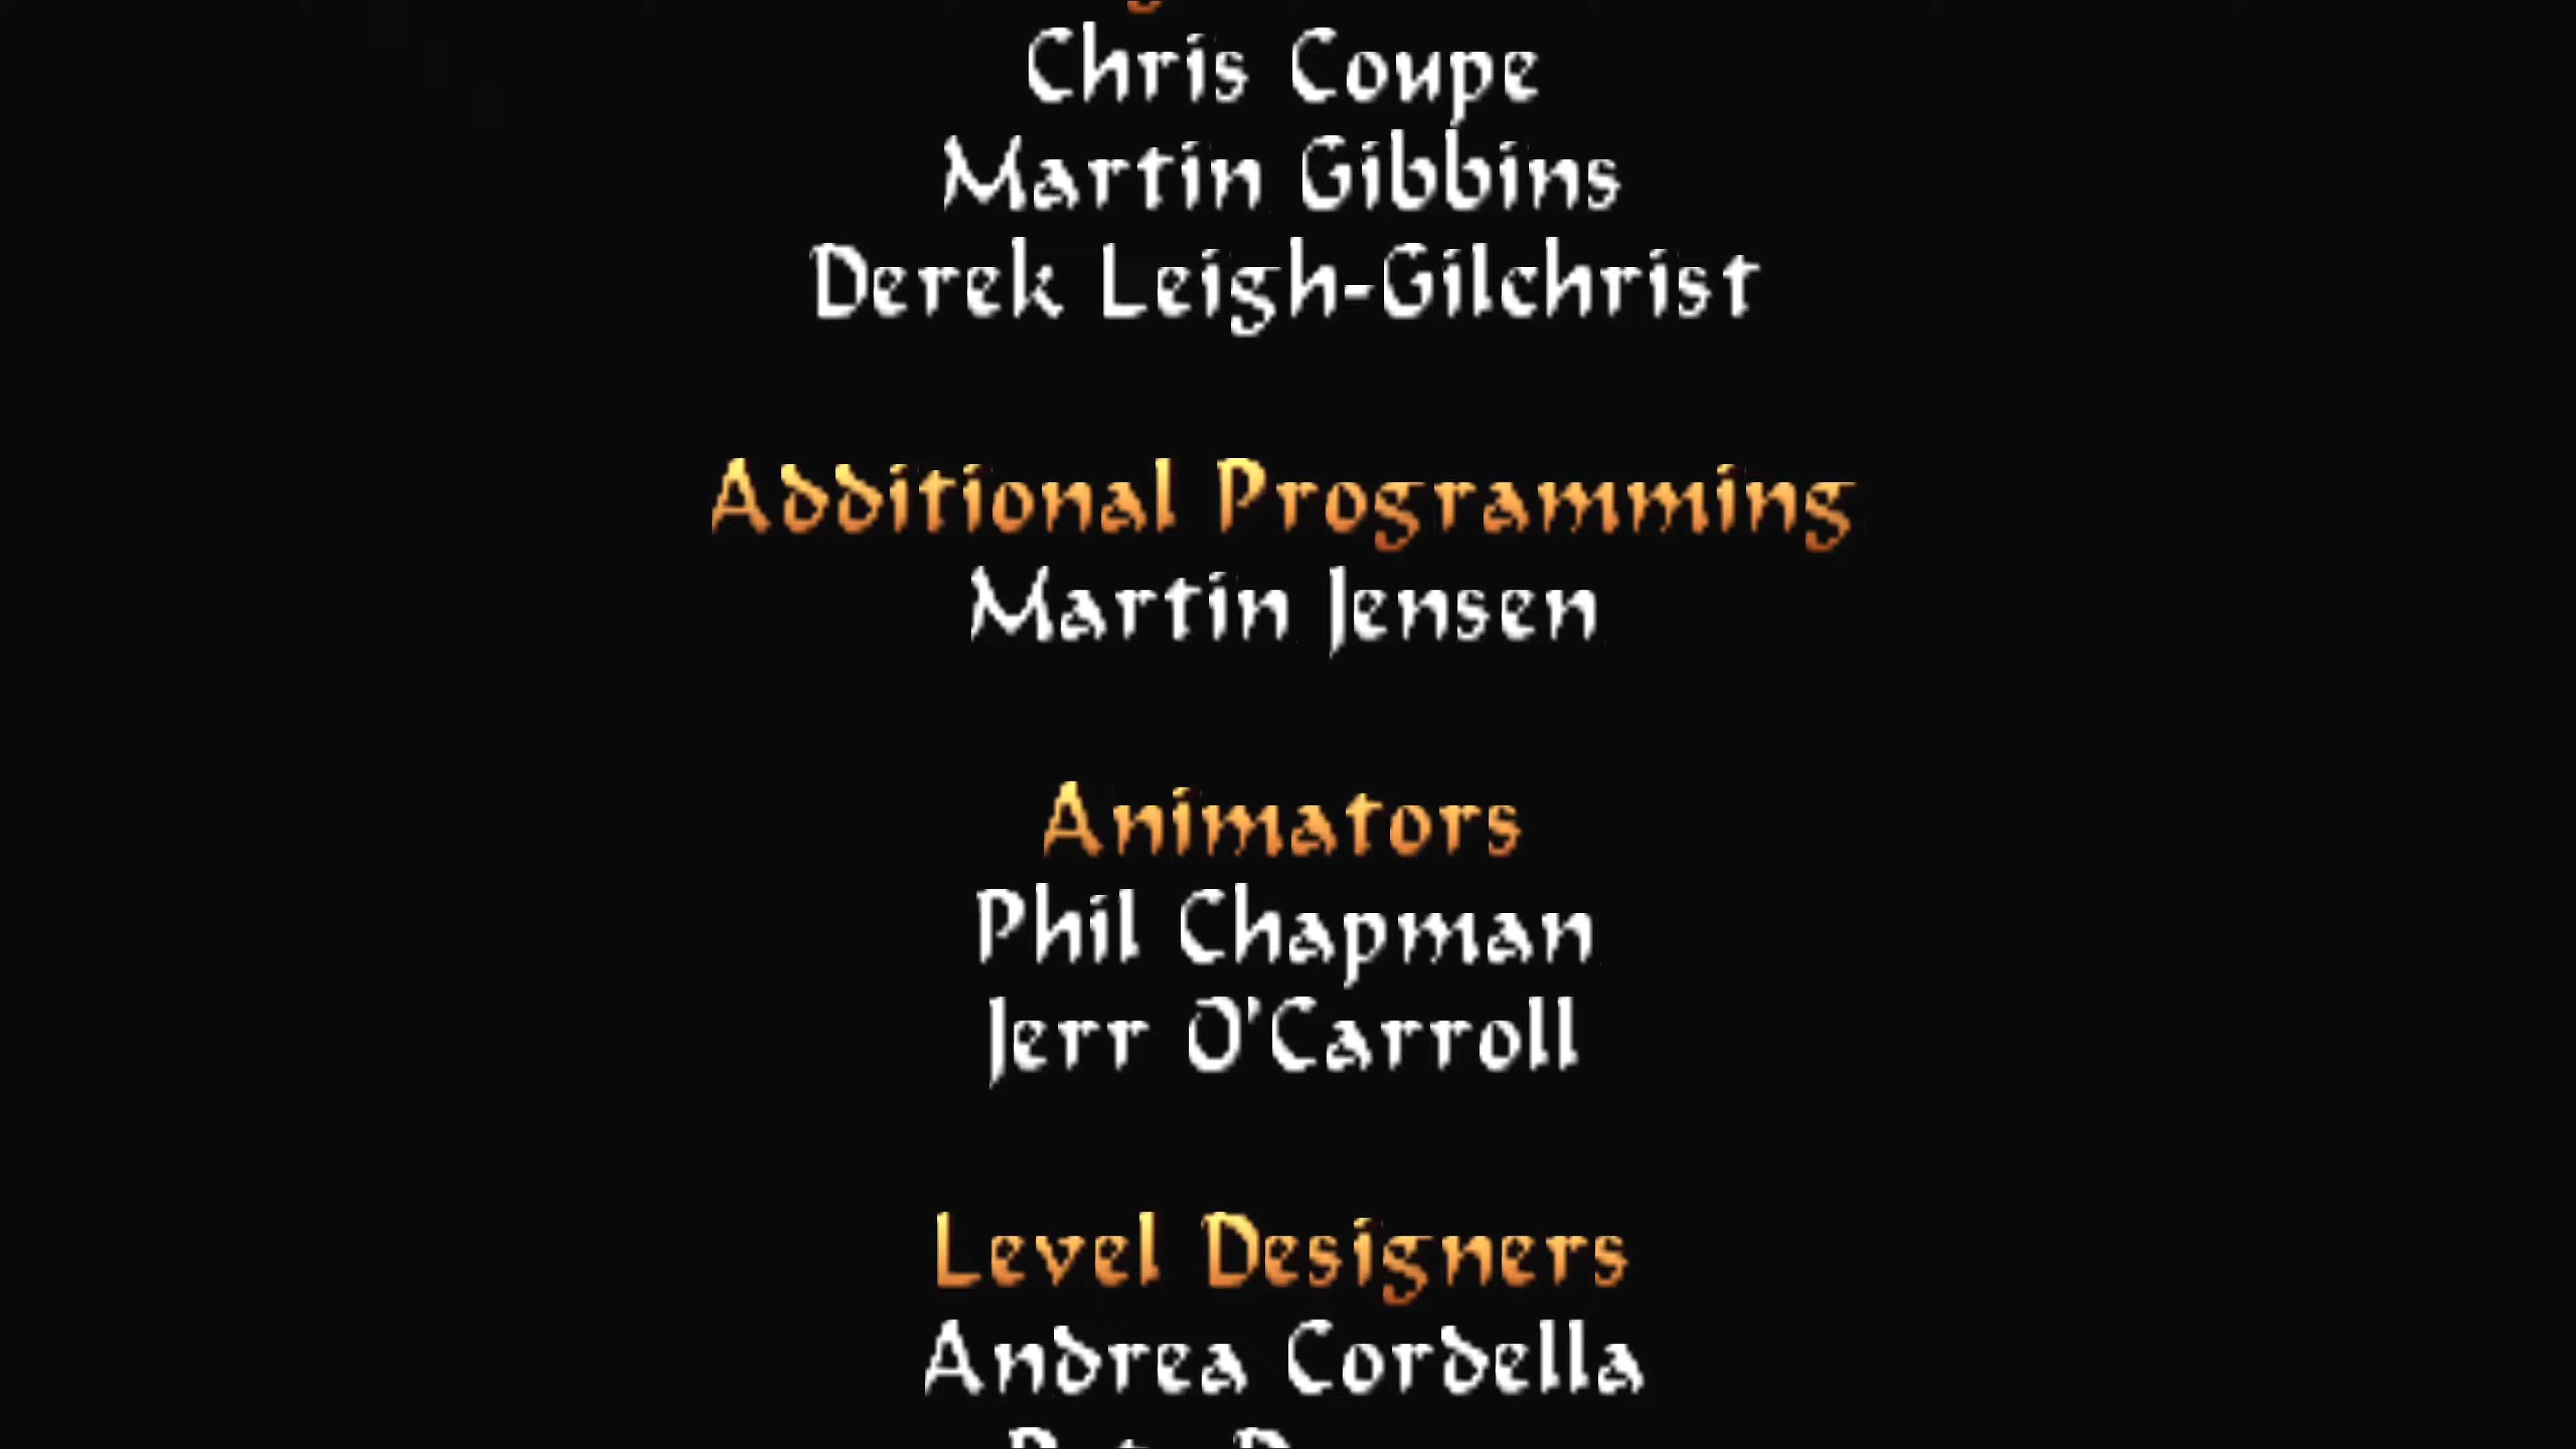 Chris Coupe
Martin Gibbins
Derek Leigh-Gilchrist
Additional Programming
Martin Jensen
Animators
Phil Chapman
Jerr O'Carroll
Level Designers
Andrea Cordella